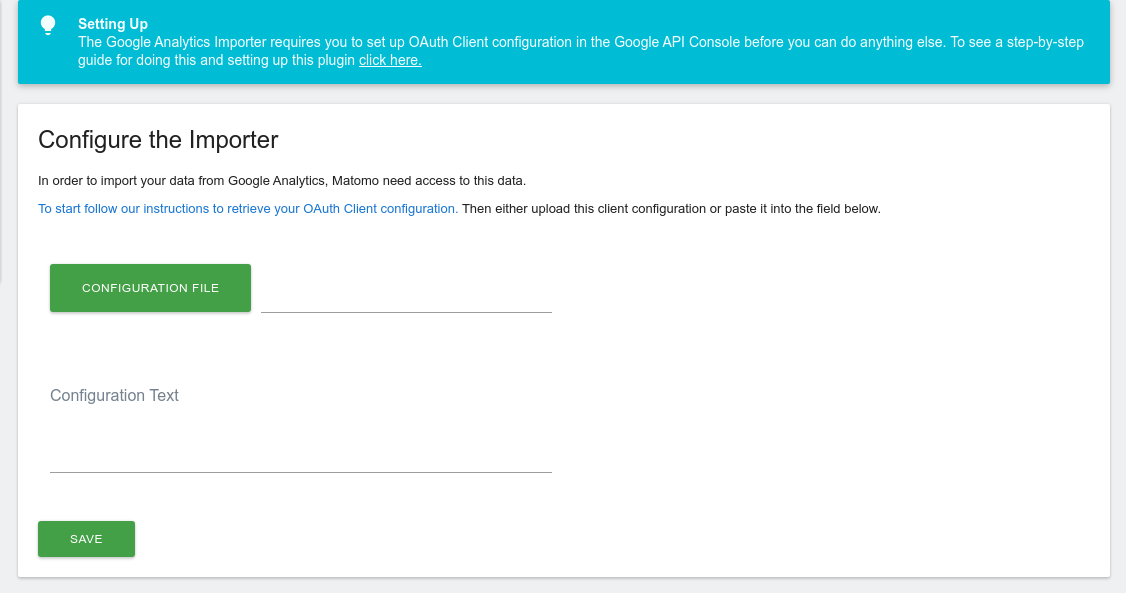 Setting Up
The Google Analytics Importer requires you to set up OAuth Client configuration in the Google API Console before you can do anything else. To see a step-by-step
guide for doing this and setting up this plugin click here.
Configure the Importer
In order to import your data from Google Analytics, Matomo need access to this data.
To start follow our instructions to retrieve your OAuth Client configuration. Then either upload this client configuration or paste it into the field below.
CONFIGURATION FILE
Configuration Text
SAVE